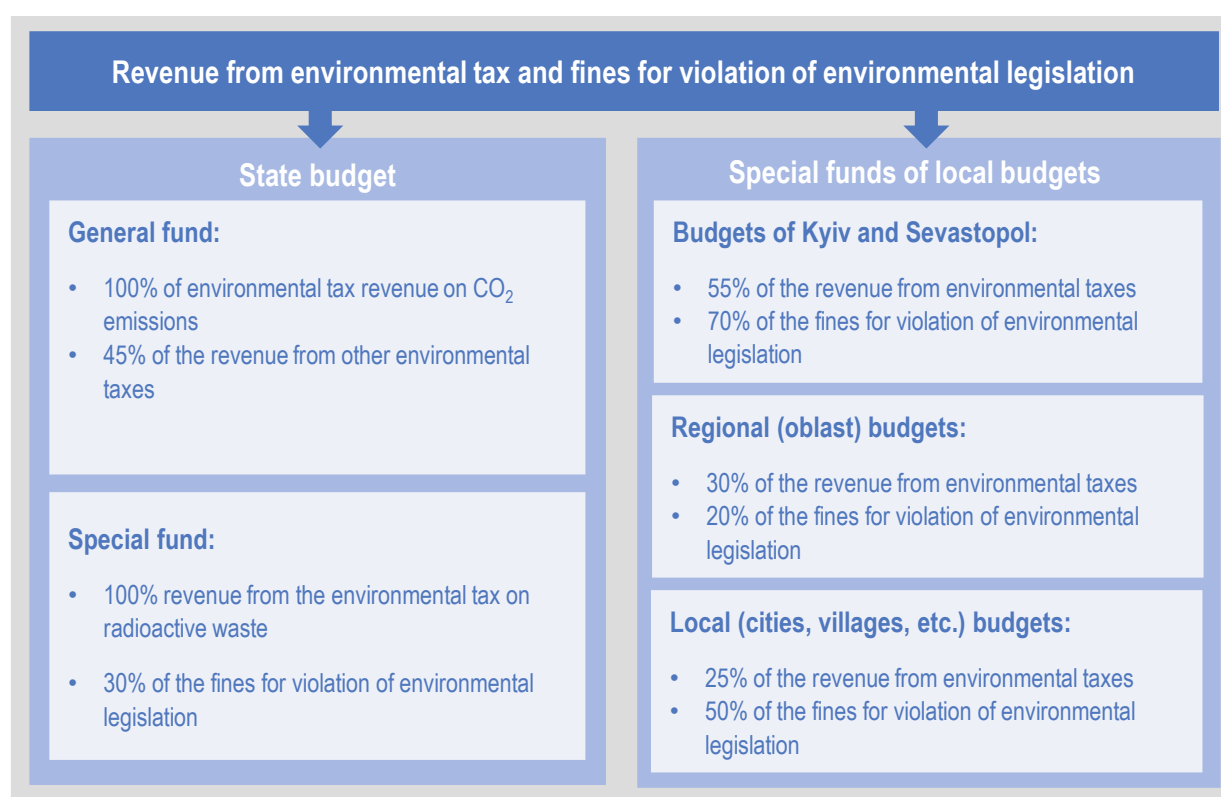 Revenue from environmental tax and fines for violation of environmental legislation
State budget
General fund:
• 100% of environmental tax revenue on CO₂
emissions
• 45% of the revenue from other environmental
taxes
Special fund:
• 100% revenue from the environmental tax on
radioactive waste
• 30% of the fines for violation of environmental
legislation
Special funds of local budgets
Budgets of Kyiv and Sevastopol:
• 55% of the revenue from environmental taxes
• 70% of the fines for violation of environmental
legislation
Regional (oblast) budgets:
• 30% of the revenue from environmental taxes
• 20% of the fines for violation of environmental
legislation
Local (cities, villages, etc.) budgets:
• 25% of the revenue from environmental taxes
• 50% of the fines for violation of environmental
legislation